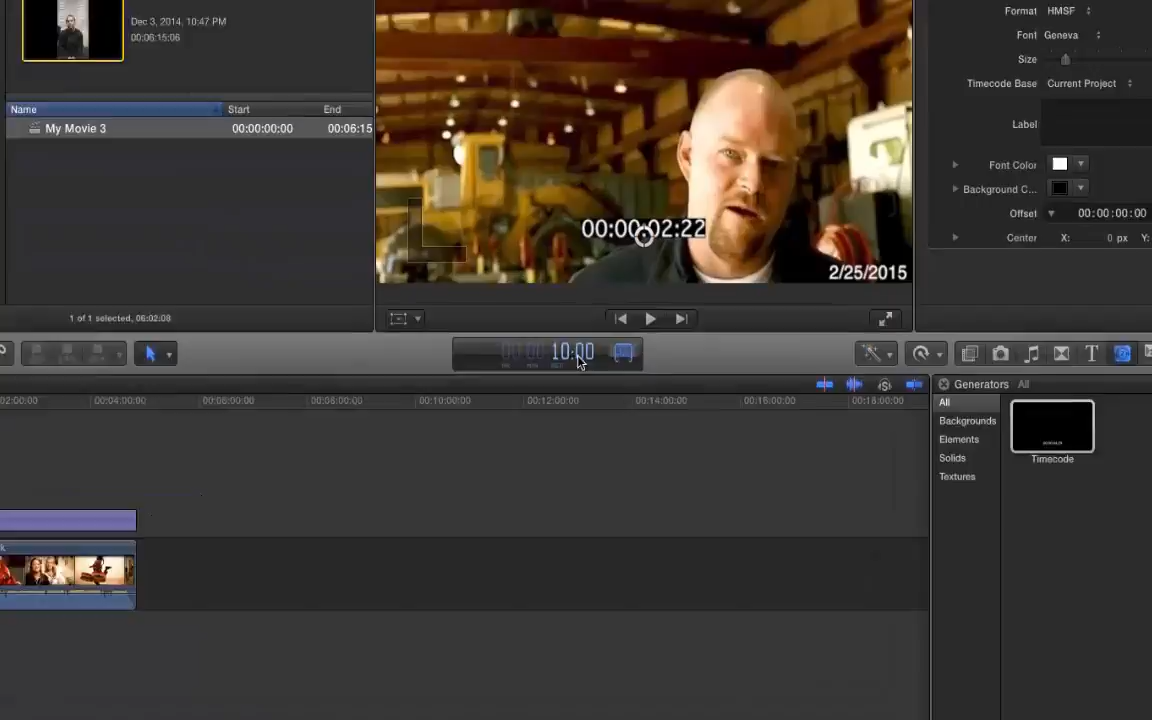 Dec 3, 2014, 10:47 PM
00:06:15:06
Name
Start
End
My Movie 3
00:00:00:00
00:06:15
1 of 1 selected, 06:02:08
00:00:02:22
2/25/2015
Format
HMSF
Font
Geneva
Size
Timecode Base
Current Project
Label
Font Color
Background C...
Offset
00:00:00:00
Center
X:
0 px
Y:
10:00
02:00:00
00:04:00:00
00:06:00:00
00:08:00:00
00:10:00:00
00:12:00:00
00:14:00:00
00:16:00:00
00:18:00:00
Generators
All
All
Backgrounds
Elements
Solids
Textures
Timecode
k